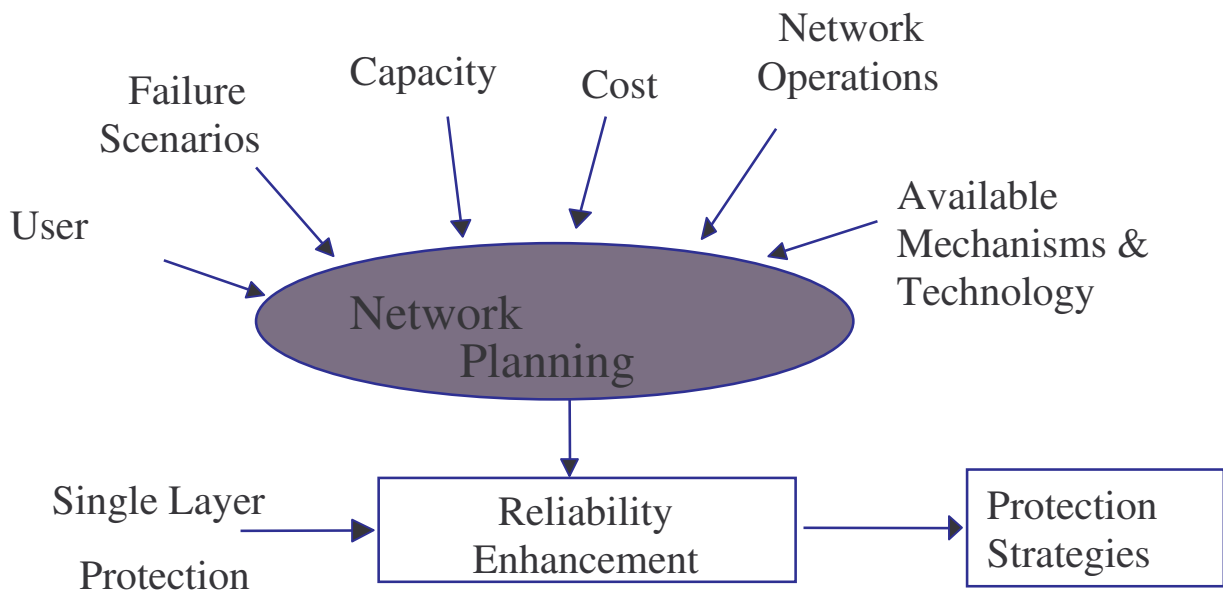 Network
Operations
Capacity
Cost
Failure
Scenarios
Available
Mechanisms &
Technology
User
Network
Planning
Single Layer
Protection
Reliability
Enhancement
Protection
Strategies